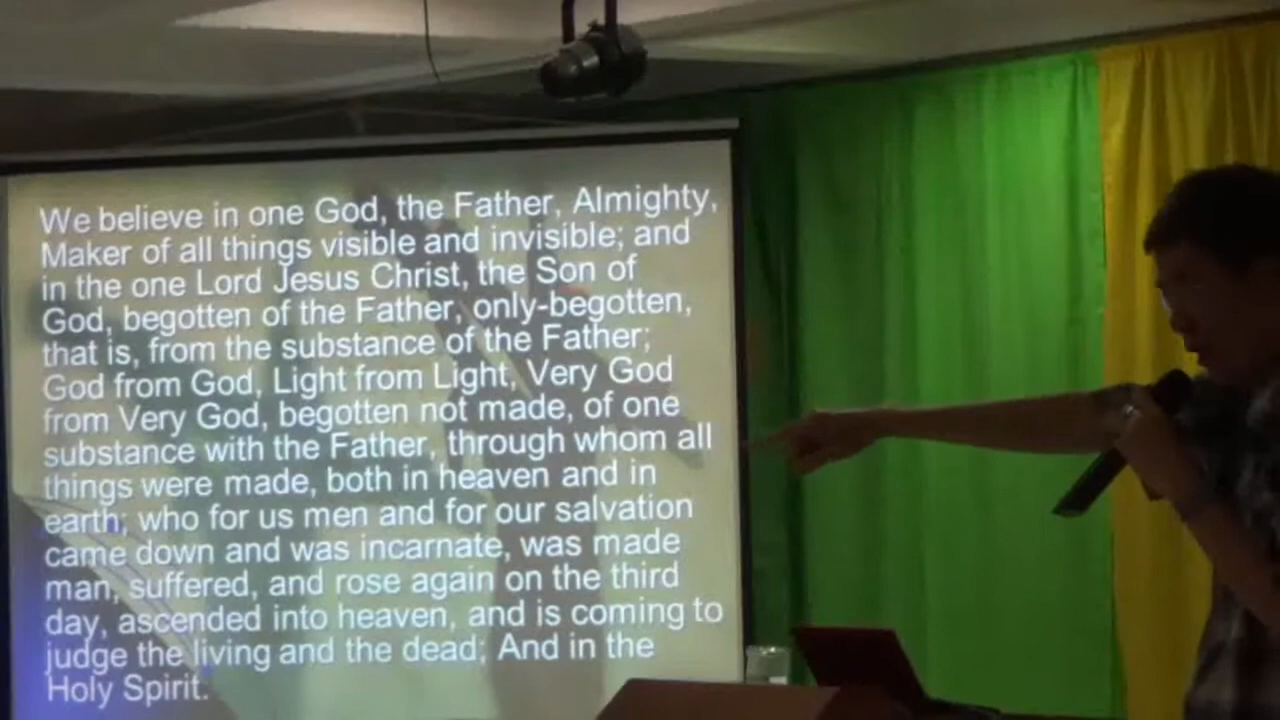 We believe in one God, the Father, Almighty,
Maker of all things visible and invisible; and
in the one Lord Jesus Christ, the Son of
God, begotten of the Father, only-begotten,
that is, from the substance of the Father;
God from God, Light from Light, Very God
from Very God, begotten not made, of one
substance with the Father, through whom all
things were made, both in heaven and in
earth; who for us men and for our salvation
came down and was incarnate, was made
man, suffered, and rose again on the third
day, ascended into heaven, and is coming to
judge the living and the dead; And in the
Holy Spirit.